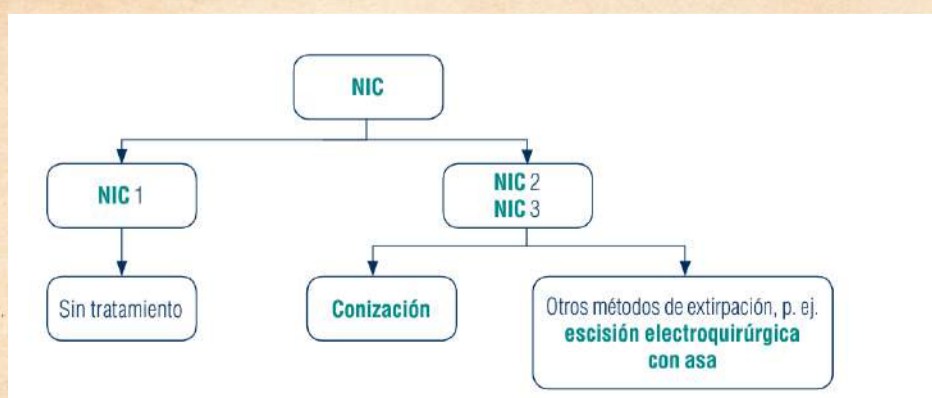 NIC
NIC 1
NIC 2
NIC 3
Sin tratamiento
Conización
Otros métodos de extirpación, p. ej.
escisión electroquirúrgica
con asa